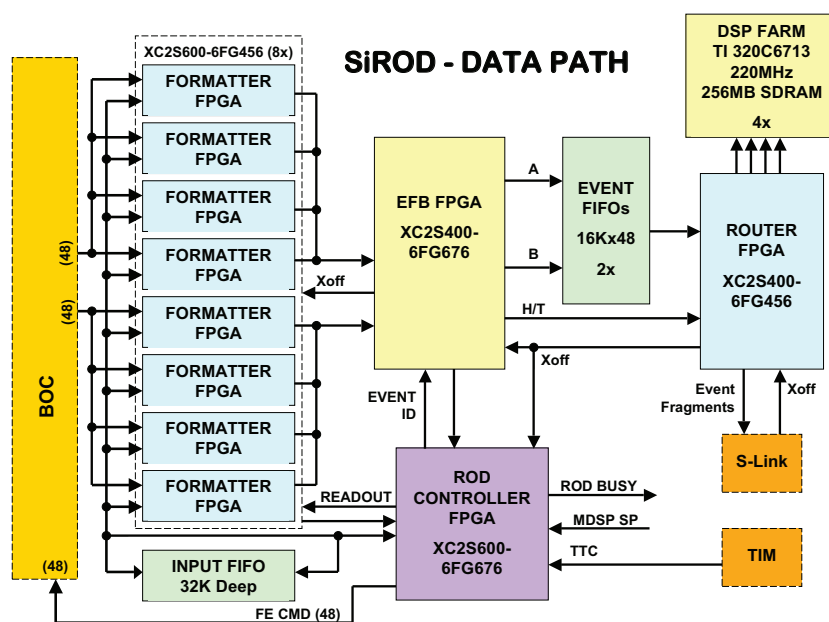 XC2S600-6FG456 (8x)
SiROD - DATA PATH
DSP FARM
TI 320C6713
220MHz
256MB SDRAM
4x
FORMATTER
FPGA
FORMATTER
FPGA
FORMATTER
FPGA
FORMATTER
FPGA
FORMATTER
FPGA
FORMATTER
FPGA
FORMATTER
FPGA
FORMATTER
FPGA
BOC
(48)
(48)
(48)
EFB FPGA
XC2S400-
6FG676
A
B
H/T
Xoff
Xoff
EVENT
FIFOs
16Kx48
2x
ROUTER
FPGA
XC2S400-
6FG456
Event
Fragments
Xoff
S-Link
EVENT
ID
READOUT
ROD
CONTROLLER
FPGA
XC2S600-
6FG676
ROD BUSY
MDSP SP
TTC
TIM
INPUT FIFO
32K Deep
FE CMD (48)